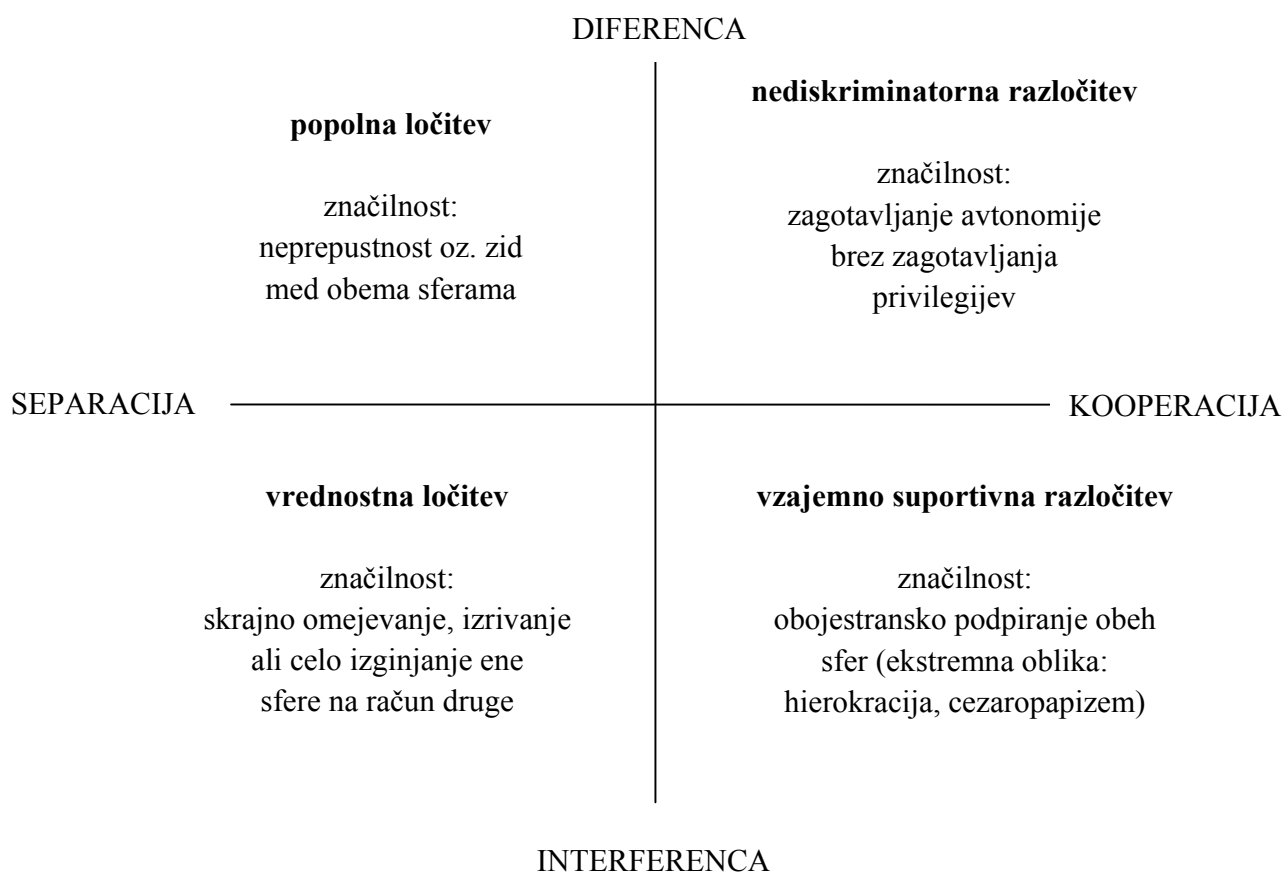 DIFERENCA
popolna ločitev
značilnost:
neprepustnost oz. zid
med obema sferama
nediskriminatorna razločitev
značilnost:
zagotavljanje avtonomije
brez zagotavljanja
privilegijev
SEPARACIJA
KOOPERACIJA
vrednostna ločitev
značilnost:
skrajno omejevanje, izrivanje
ali celo izginjanje ene
sfere na račun druge
vzajemno suportivna razločitev
značilnost:
obojestransko podpiranje obeh
sfer (ekstremna oblika:
hierokracija, cezaropapizem)
INTERFERENCA